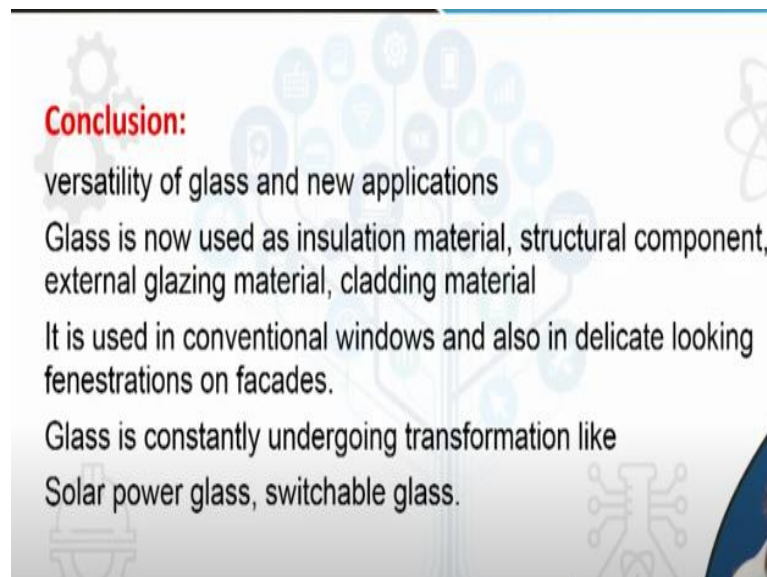 Conclusion:
versatility of glass and new applications
Glass is now used as insulation material, structural component,
external glazing material, cladding material
It is used in conventional windows and also in delicate looking
fenestrations on facades.
Glass is constantly undergoing transformation like
Solar power glass, switchable glass.